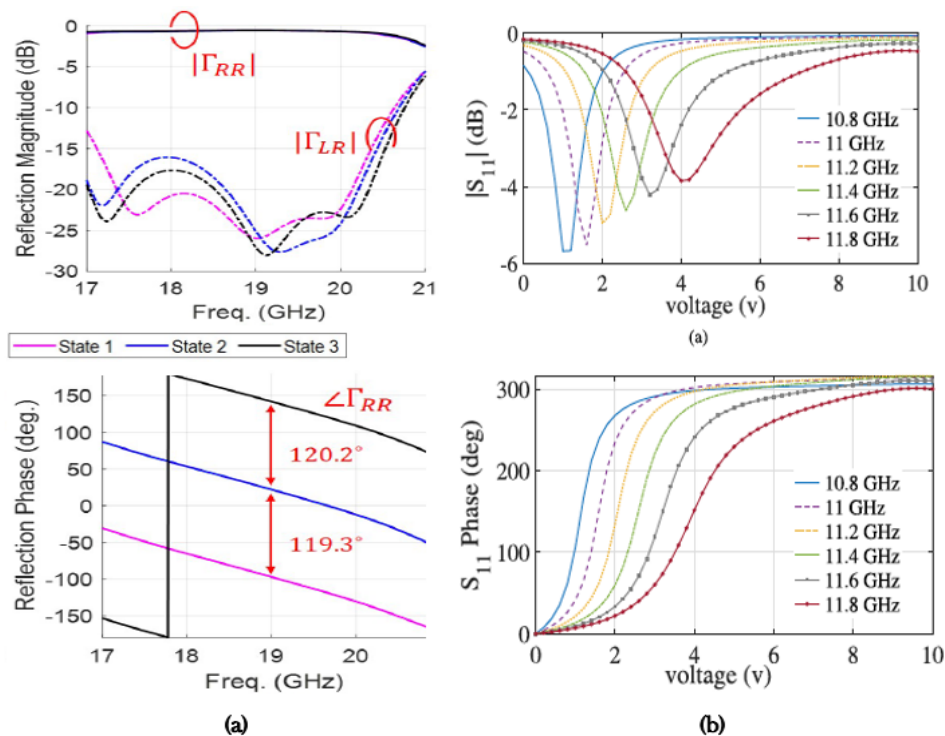 0
-5
-10
-15
-20
-25
-30
Reflection Magnitude (dB)
|Γ_RR|
|Γ_LR|
17 18 19 20 21
Freq. (GHz)
0
-2
-4
-6
|S₁₁| (dB)
10.8 GHz
11 GHz
11.2 GHz
11.4 GHz
11.6 GHz
11.8 GHz
0 2 4 6 8 10
voltage (v)
(a)
State 1 State 2 State 3
150
100
50
0
-50
-100
-150
Reflection Phase (deg.)
∠Γ_RR
120.2°
119.3°
17 18 19 20
Freq. (GHz)
(a)
300
200
100
0
S₁₁ Phase (deg)
10.8 GHz
11 GHz
11.2 GHz
11.4 GHz
11.6 GHz
11.8 GHz
0 2 4 6 8 10
voltage (v)
(b)